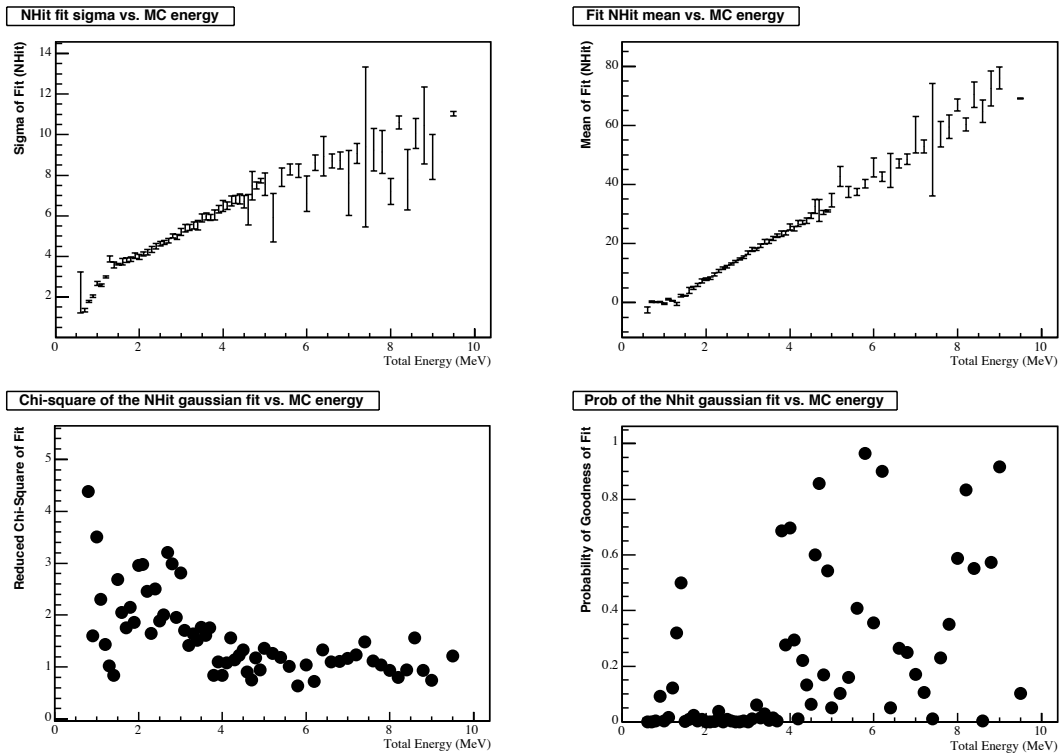 NHit fit sigma vs. MC energy
Sigma of Fit (NHit)
14
12
10
8
6
4
2
0 2 4 6 8 10
Total Energy (MeV)
Fit NHit mean vs. MC energy
Mean of Fit (NHit)
80
60
40
20
0
0 2 4 6 8 10
Total Energy (MeV)
Chi-square of the NHit gaussian fit vs. MC energy
Reduced Chi-Square of Fit
5
4
3
2
1
0
0 2 4 6 8 10
Total Energy (MeV)
Prob of the Nhit gaussian fit vs. MC energy
Probability of Goodness of Fit
1
0.8
0.6
0.4
0.2
0
0 2 4 6 8 10
Total Energy (MeV)